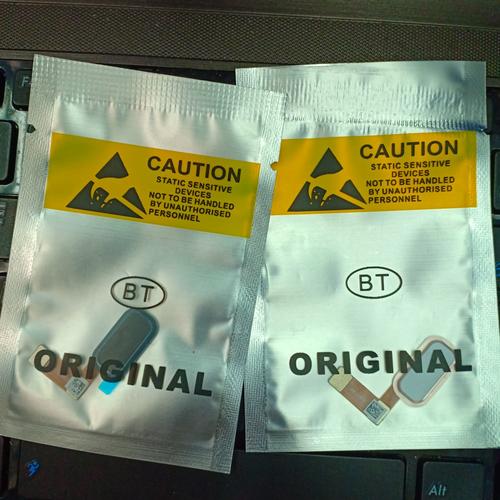 CAUTION
STATIC SENSITIVE
DEVICES
NOT TO BE HANDLED
BY UNAUTHORISED
PERSONNEL
BT
ORIGINAL
CAUTION
STATIC SENSITIVE
DEVICES
NOT TO BE HANDLED
BY UNAUTHORISED
PERSONNEL
BT
ORIGINAL
Alt